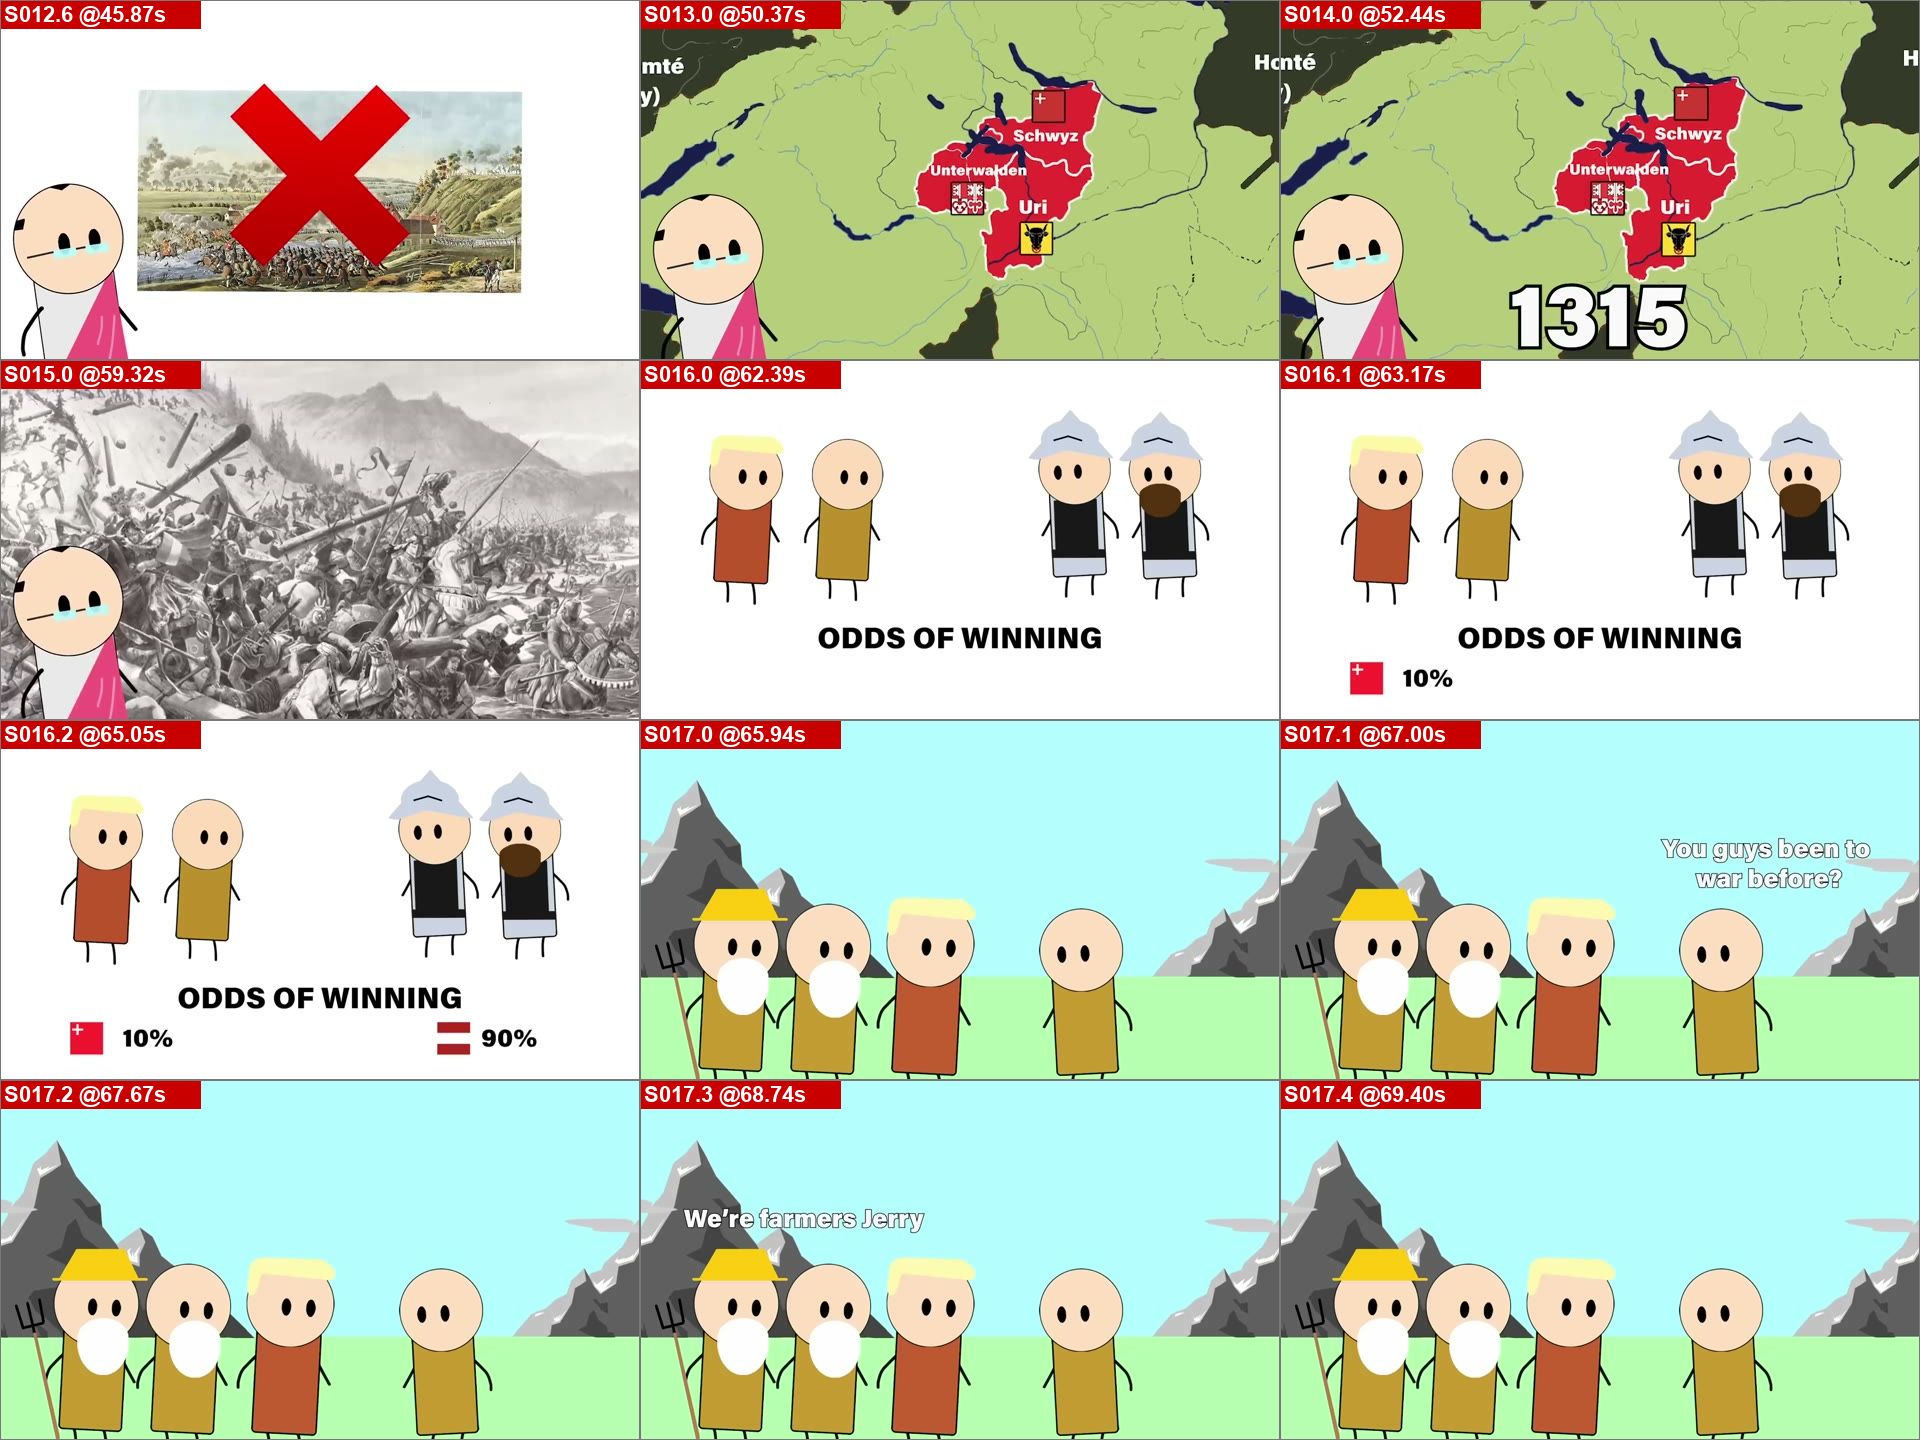 S012.6 @45.87s
S013.0 @50.37s
mté
y)
H
Schwyz
Unterwalden
Uri
S014.0 @52.44s
onté
)
H
Schwyz
Unterwalden
Uri
1315
S015.0 @59.32s
S016.0 @62.39s
ODDS OF WINNING
S016.1 @63.17s
ODDS OF WINNING
10%
S016.2 @65.05s
ODDS OF WINNING
10%
90%
S017.0 @65.94s
S017.1 @67.00s
You guys been to
war before?
S017.2 @67.67s
S017.3 @68.74s
We're farmers Jerry
S017.4 @69.40s